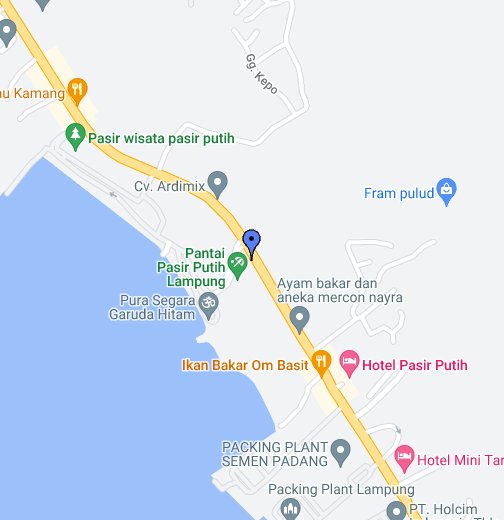 Gg. Kepo
Kamang
Pasir wisata pasir putih
Cv. Ardimix
Fram pulud
Pantai
Pasir Putih
Lampung
Ayam bakar dan
aneka mercon nayra
Pura Segara
Garuda Hitam
Ikan Bakar Om Basit
Hotel Pasir Putih
PACKING PLANT
SEMEN PADANG
Hotel Mini
Packing Plant Lampung
PT. Holcim